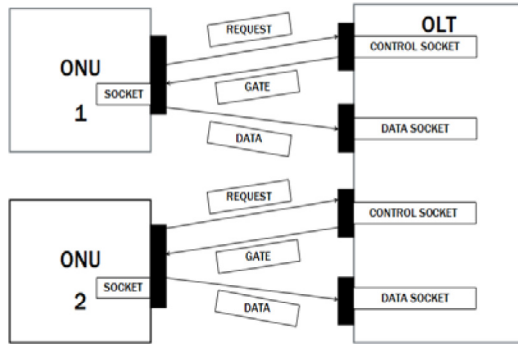 OLT
REQUEST
CONTROL SOCKET
ONU
GATE
SOCKET
1
DATA
DATA SOCKET
REQUEST
CONTROL SOCKET
ONU
GATE
SOCKET
2
DATA
DATA SOCKET